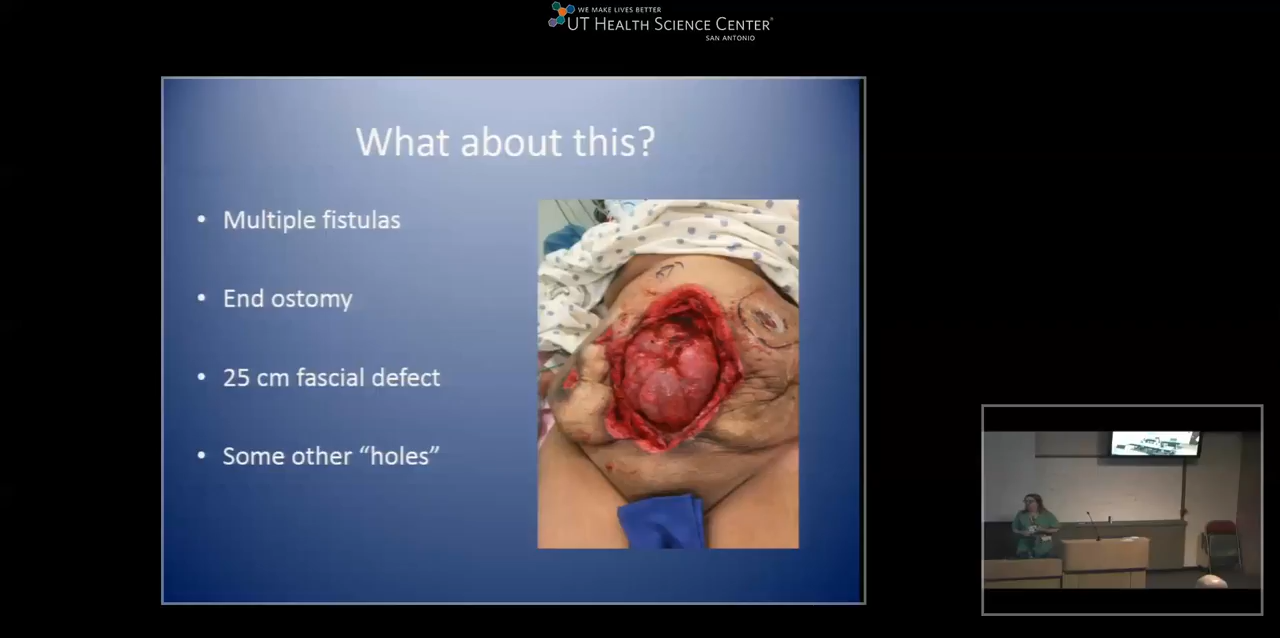 WE MAKE LIVES BETTER
UT HEALTH SCIENCE CENTER®
SAN ANTONIO
What about this?
• Multiple fistulas
• End ostomy
• 25 cm fascial defect
• Some other “holes”